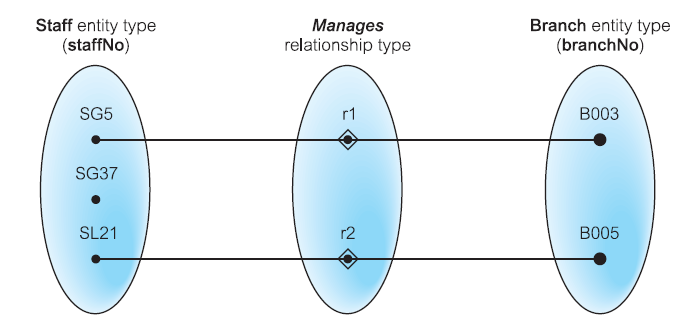 Staff entity type
(staffNo)
Manages
relationship type
Branch entity type
(branchNo)
SG5
r1
B003
SG37
SL21
r2
B005